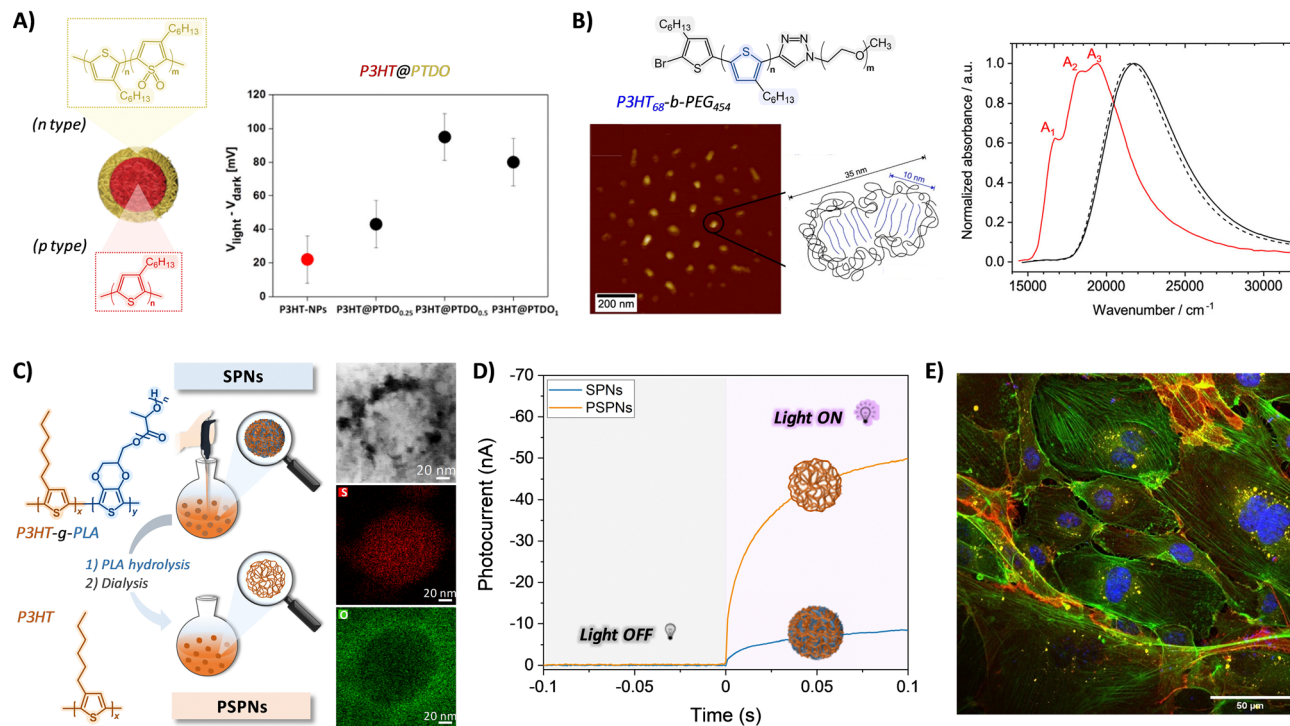 A)
C6H13
S
n
S
m
O O
C6H13
(n type)
(p type)
C6H13
S
n
P3HT@PTDO
Vlight - Vdark [mV]
120
100
80
60
40
20
0
P3HT-NPs
P3HT@PTDO0.25
P3HT@PTDO0.5
P3HT@PTDO1
B)
C6H13
Br
S
S
n
C6H13
N=N
N
O
m
CH3
P3HT68-b-PEG454
200 nm
35 nm
10 nm
Normalized absorbance / a.u.
1.0
0.8
0.6
0.4
0.2
0.0
A1
A2
A3
15000 20000 25000 30000
Wavenumber / cm-1
C)
SPNs
H
O
n
O
O
O
O
S
x
S
y
P3HT-g-PLA
1) PLA hydrolysis
2) Dialysis
P3HT
S
x
PSPNs
20 nm
S
20 nm
O
20 nm
D)
SPNs
PSPNs
Photocurrent (nA)
-70
-60
-50
-40
-30
-20
-10
0
Light ON
Light OFF
-0.1 -0.05 0 0.05 0.1
Time (s)
E)
50 μm